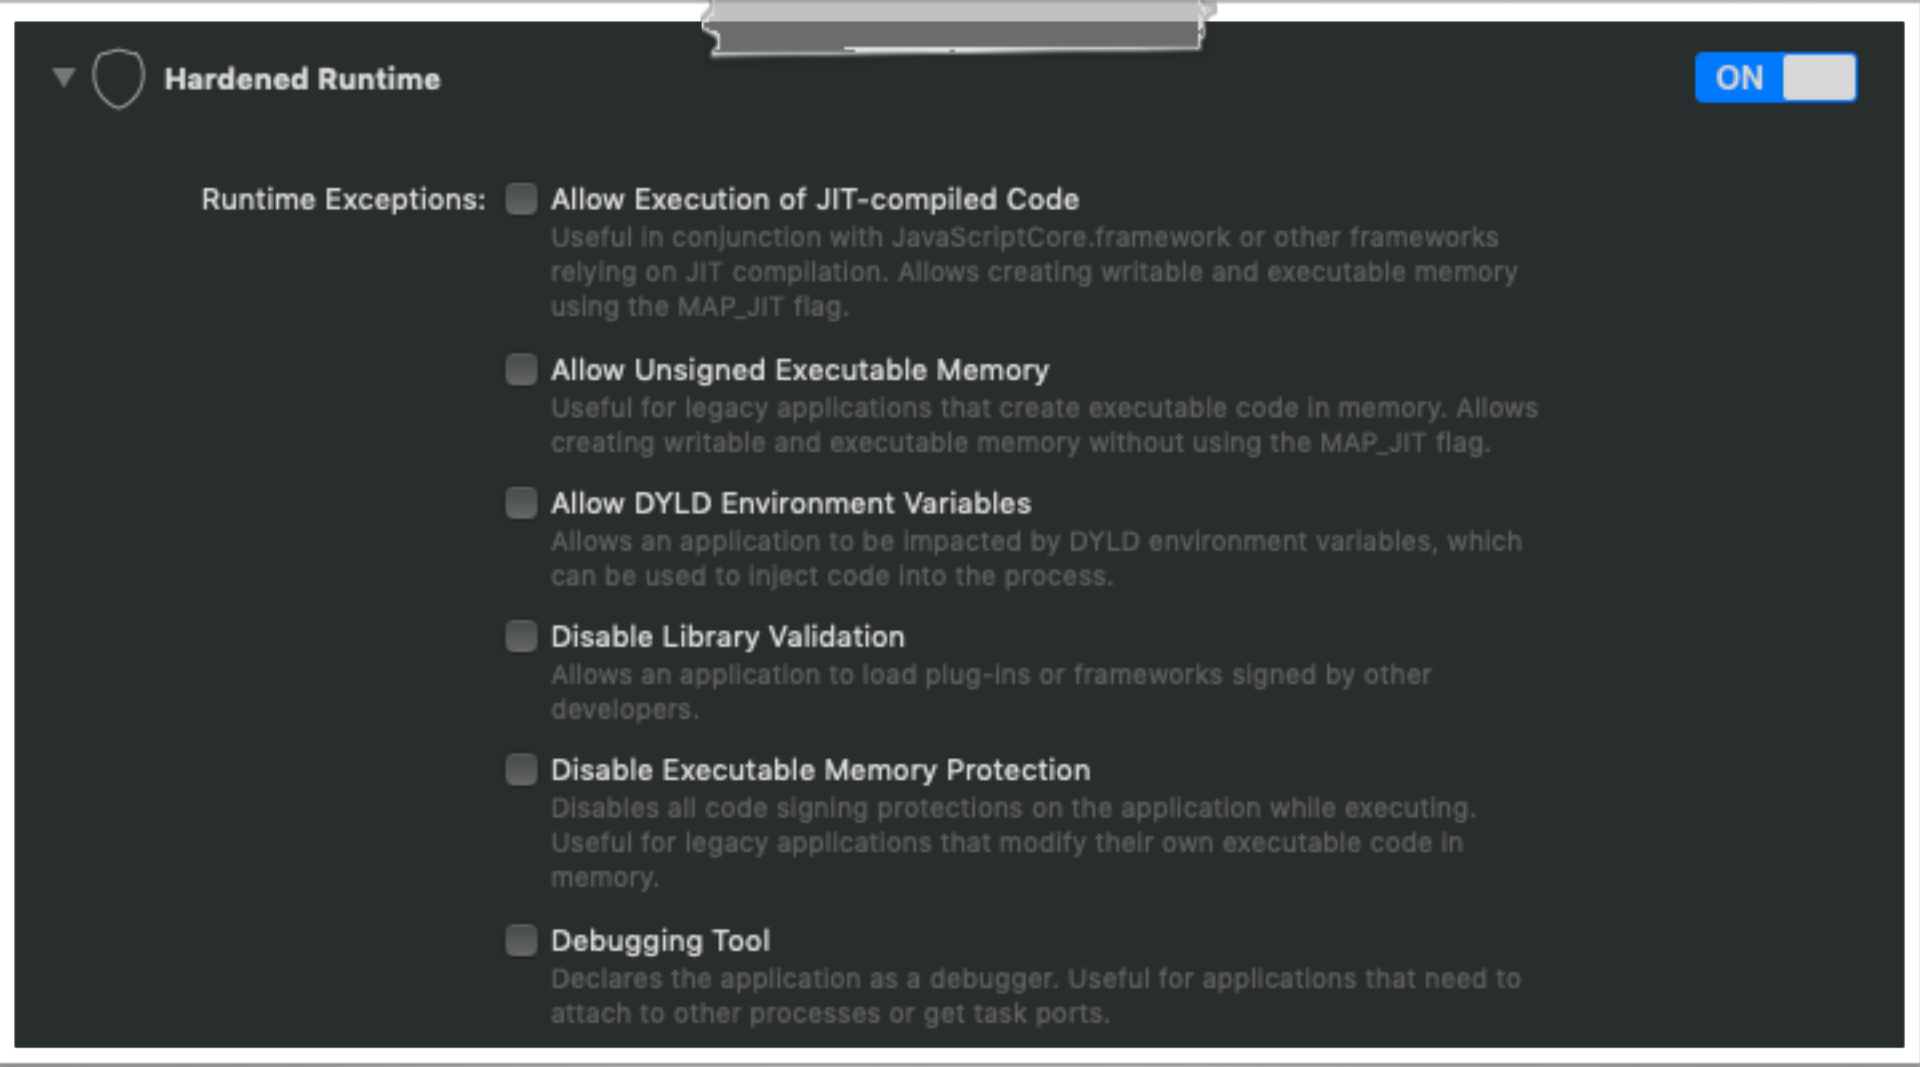 Hardened Runtime
ON
Runtime Exceptions:
Allow Execution of JIT-compiled Code
Useful in conjunction with JavaScriptCore.framework or other frameworks
relying on JIT compilation. Allows creating writable and executable memory
using the MAP_JIT flag.
Allow Unsigned Executable Memory
Useful for legacy applications that create executable code in memory. Allows
creating writable and executable memory without using the MAP_JIT flag.
Allow DYLD Environment Variables
Allows an application to be impacted by DYLD environment variables, which
can be used to inject code into the process.
Disable Library Validation
Allows an application to load plug-ins or frameworks signed by other
developers.
Disable Executable Memory Protection
Disables all code signing protections on the application while executing.
Useful for legacy applications that modify their own executable code in
memory.
Debugging Tool
Declares the application as a debugger. Useful for applications that need to
attach to other processes or get task ports.